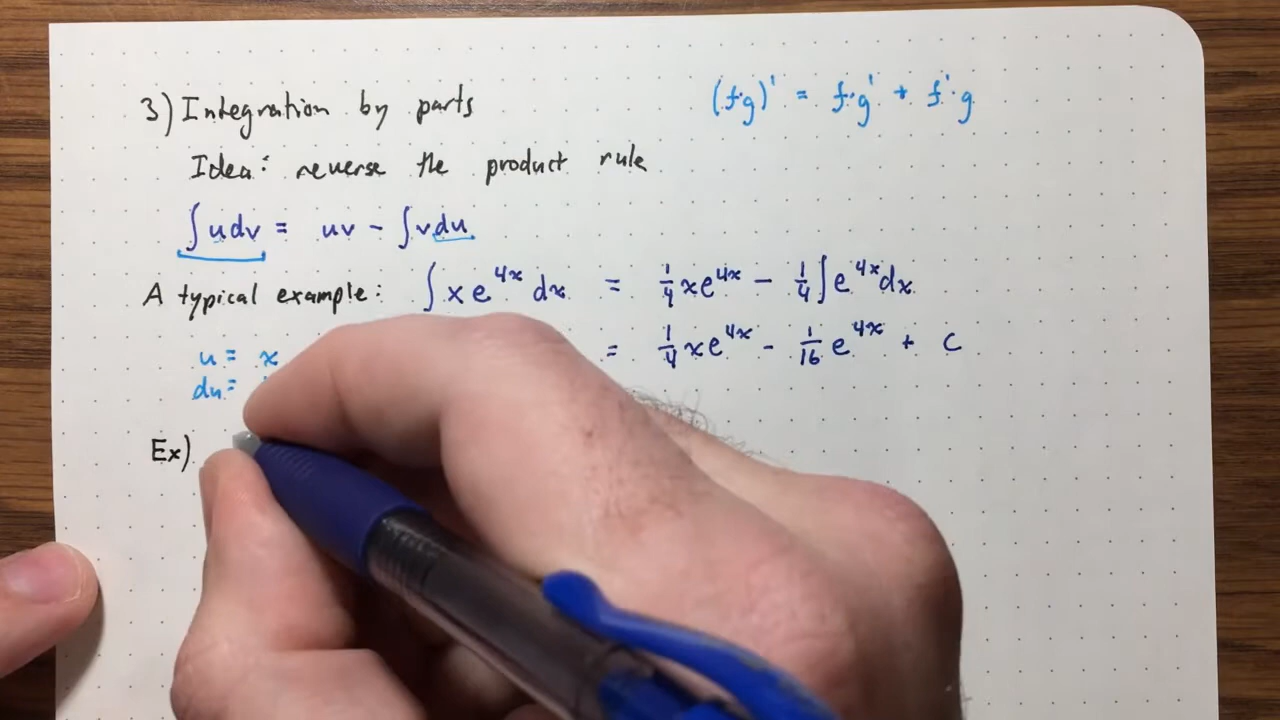 3) Integration by parts
(f·g)' = f·g' + f'·g
Idea: reverse the product rule
∫udv = uv - ∫vdu
A typical example: ∫xe^{4x} dx = 1/4 xe^{4x} - 1/4 ∫e^{4x}dx
u = x
= 1/4 xe^{4x} - 1/16 e^{4x} + C
du =
Ex)